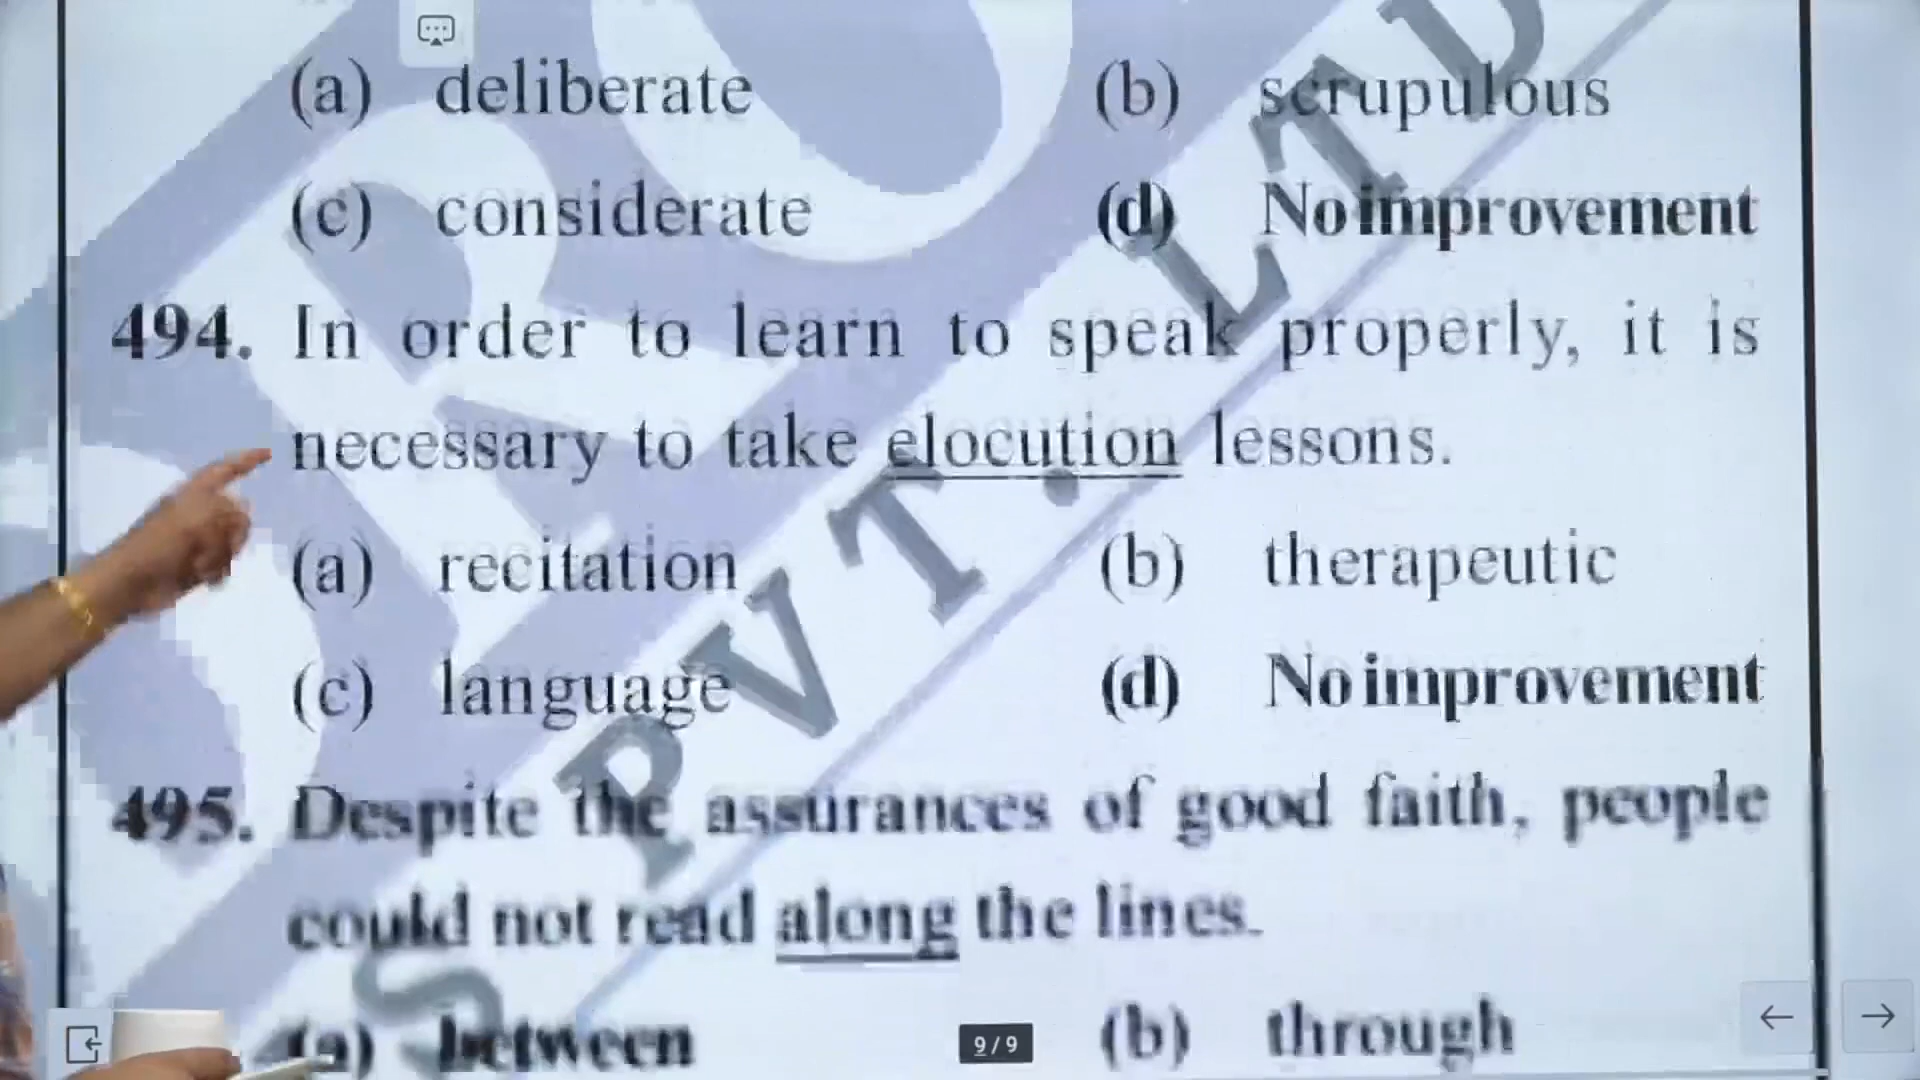 (a) deliberate (b) scrupulous
(c) considerate (d) No improvement
494. In order to learn to speak properly, it is
necessary to take elocution lessons.
(a) recitation (b) therapeutic
(c) language (d) No improvement
495. Despite the assurances of good faith, people
could not read along the lines.
(a) between (b) through
9/9
PVT. LTD